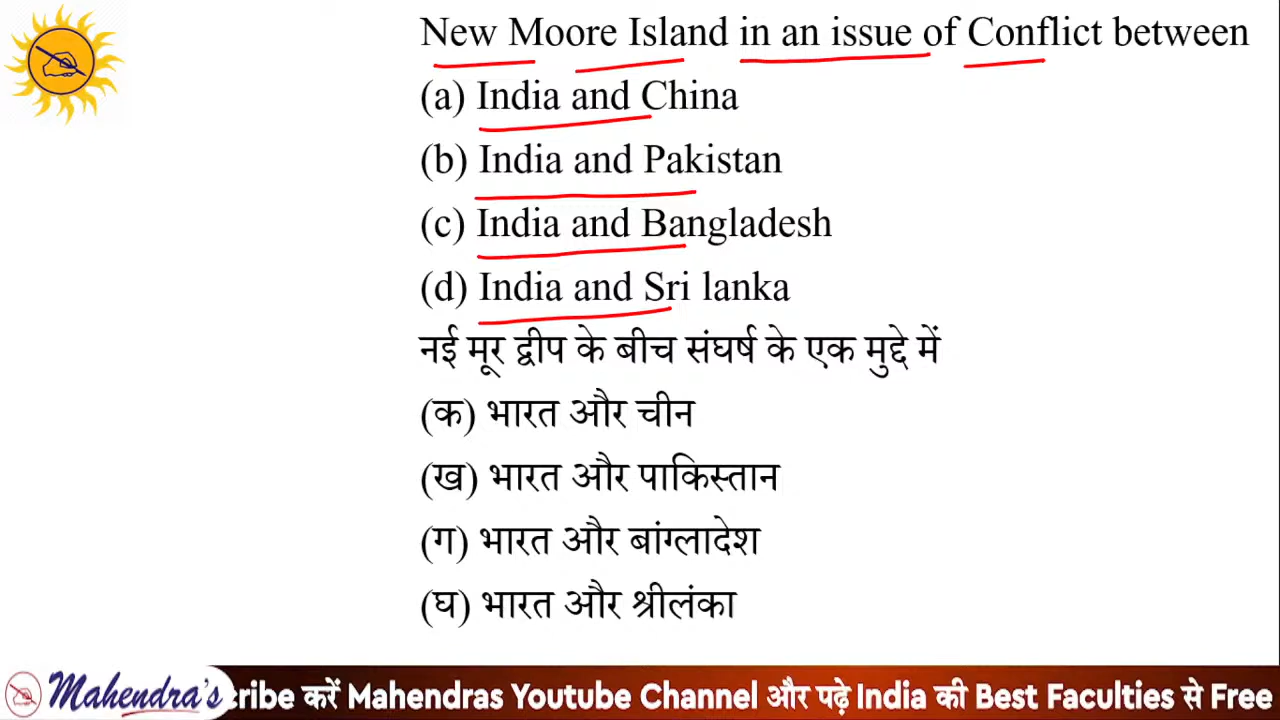 New Moore Island in an issue of Conflict between
(a) India and China
(b) India and Pakistan
(c) India and Bangladesh
(d) India and Sri lanka
नई मूर द्वीप के बीच संघर्ष के एक मुद्दे में
(क) भारत और चीन
(ख) भारत और पाकिस्तान
(ग) भारत और बांग्लादेश
(घ) भारत और श्रीलंका
Mahendra's cribe करें Mahendras Youtube Channel और पढ़े India की Best Faculties से Free